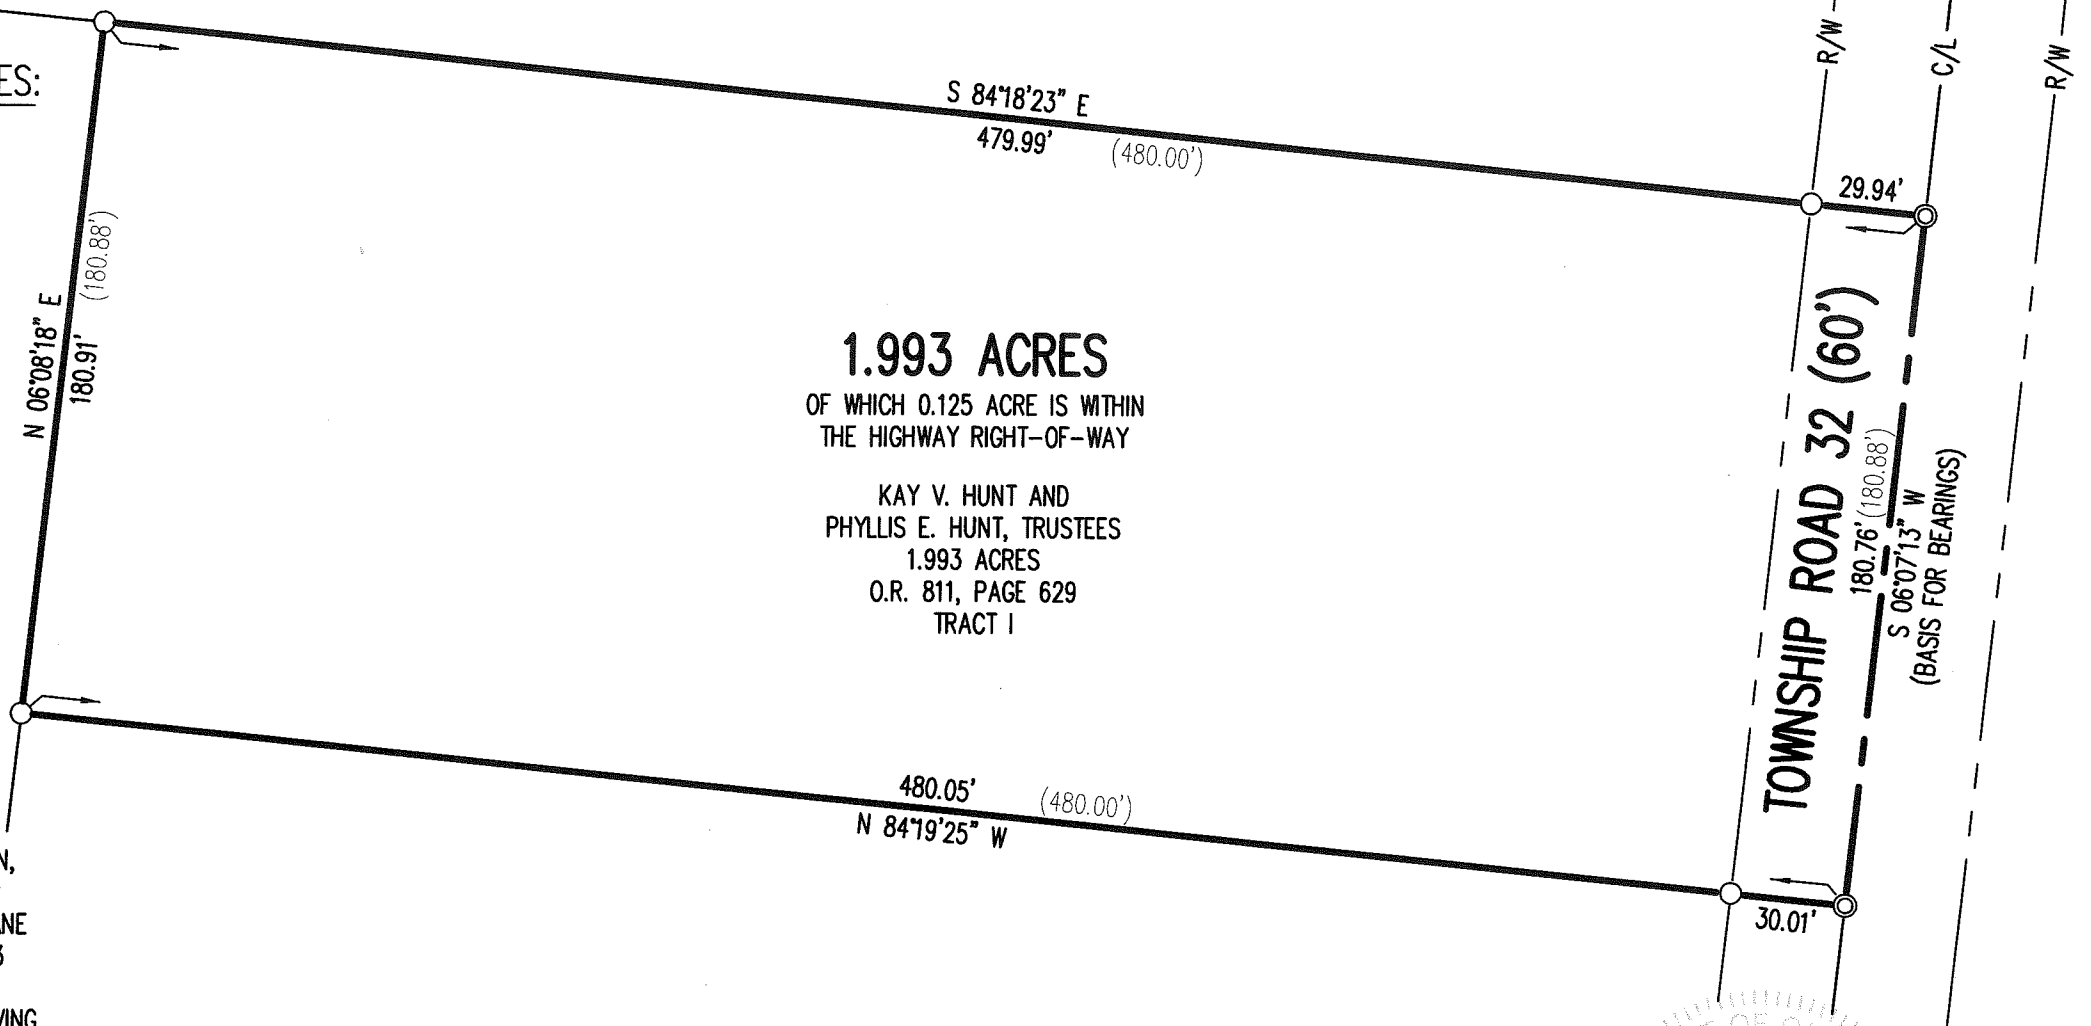 ES:
R/W
C/L
R/W
S 84°18'23" E
479.99' (480.00')
29.94'
N 06°08'18" E
180.91'
(180.88')
1.993 ACRES
OF WHICH 0.125 ACRE IS WITHIN
THE HIGHWAY RIGHT-OF-WAY
KAY V. HUNT AND
PHYLLIS E. HUNT, TRUSTEES
1.993 ACRES
O.R. 811, PAGE 629
TRACT I
TOWNSHIP ROAD 32 (60')
180.76' (180.88')
S 06°07'13" W
(BASIS FOR BEARINGS)
480.05' (480.00')
N 84°19'25" W
30.01'
N,
ANE
3
VING
OF